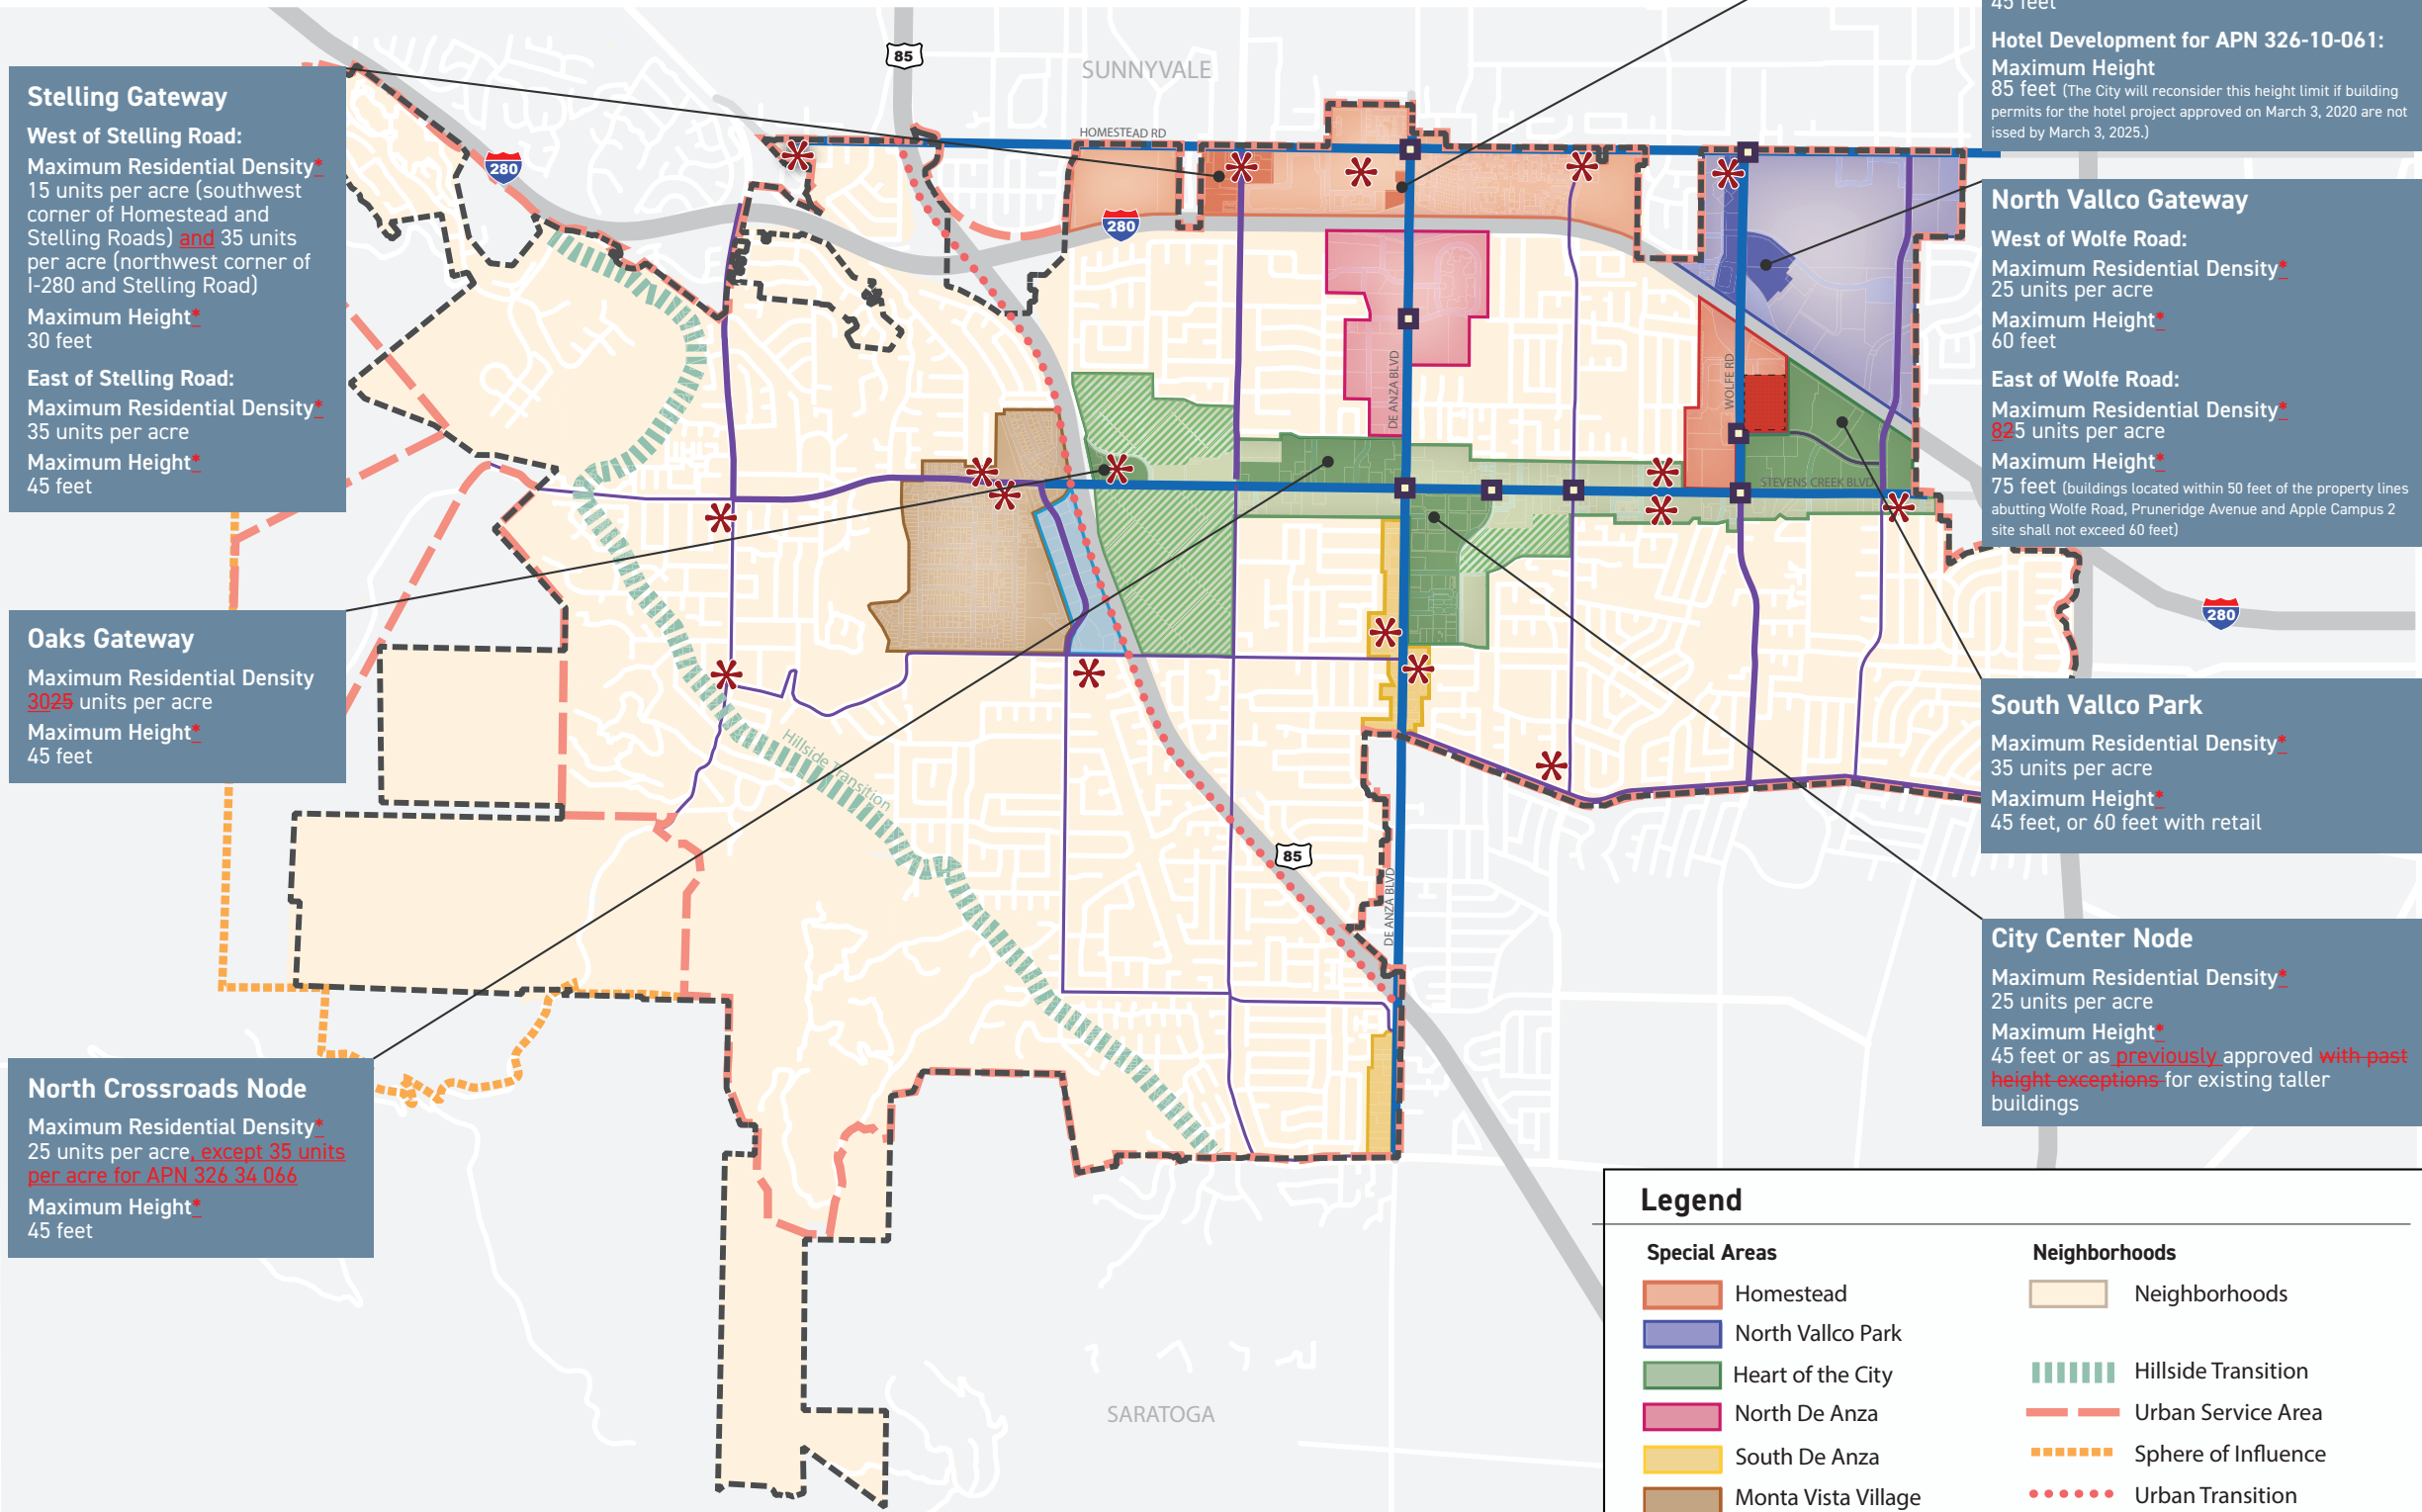 45 feet
Hotel Development for APN 326-10-061:
Maximum Height
85 feet (The City will reconsider this height limit if building
permits for the hotel project approved on March 3, 2020 are not
issed by March 3, 2025.)
Stelling Gateway
West of Stelling Road:
Maximum Residential Density*
15 units per acre (southwest
corner of Homestead and
Stelling Roads) and 35 units
per acre (northwest corner of
I-280 and Stelling Road)
Maximum Height*
30 feet
East of Stelling Road:
Maximum Residential Density*
35 units per acre
Maximum Height*
45 feet
Oaks Gateway
Maximum Residential Density
3025 units per acre
Maximum Height*
45 feet
North Crossroads Node
Maximum Residential Density*
25 units per acre, except 35 units
per acre for APN 326 34 066
Maximum Height*
45 feet
North Vallco Gateway
West of Wolfe Road:
Maximum Residential Density*
25 units per acre
Maximum Height*
60 feet
East of Wolfe Road:
Maximum Residential Density*
825 units per acre
Maximum Height*
75 feet (buildings located within 50 feet of the property lines
abutting Wolfe Road, Pruneridge Avenue and Apple Campus 2
site shall not exceed 60 feet)
South Vallco Park
Maximum Residential Density*
35 units per acre
Maximum Height*
45 feet, or 60 feet with retail
City Center Node
Maximum Residential Density*
25 units per acre
Maximum Height*
45 feet or as previously approved with past
height exceptions for existing taller
buildings
SUNNYVALE
85
HOMESTEAD RD
280
280
DE ANZA BLVD
WOLFE RD
STEVENS CREEK BLVD
280
Hillside Transition
85
DE ANZA BLVD
SARATOGA
Legend
Special Areas
Homestead
North Vallco Park
Heart of the City
North De Anza
South De Anza
Monta Vista Village
Neighborhoods
Neighborhoods
Hillside Transition
Urban Service Area
Sphere of Influence
Urban Transition